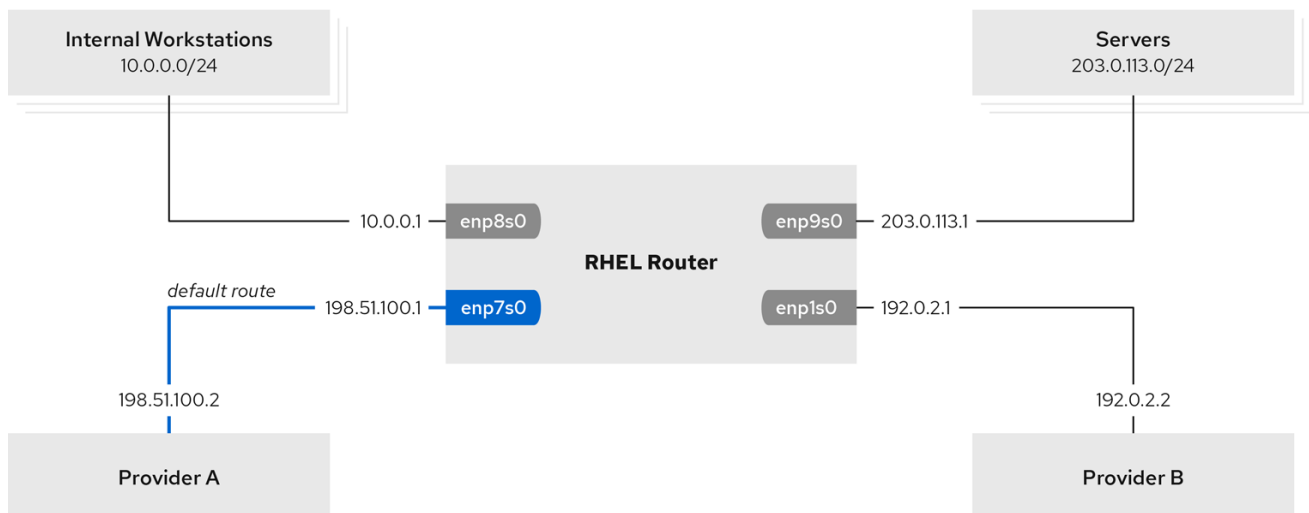 Internal Workstations
10.0.0.0/24
Servers
203.0.113.0/24
10.0.0.1
enp8s0
enp9s0
203.0.113.1
RHEL Router
default route
198.51.100.1
enp7s0
enp1s0
192.0.2.1
198.51.100.2
192.0.2.2
Provider A
Provider B